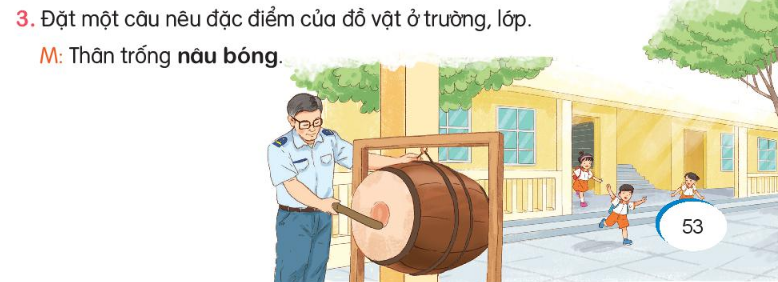 3. Đặt một câu nêu đặc điểm của đồ vật ở trường, lớp.
M: Thân trống nâu bóng.
53